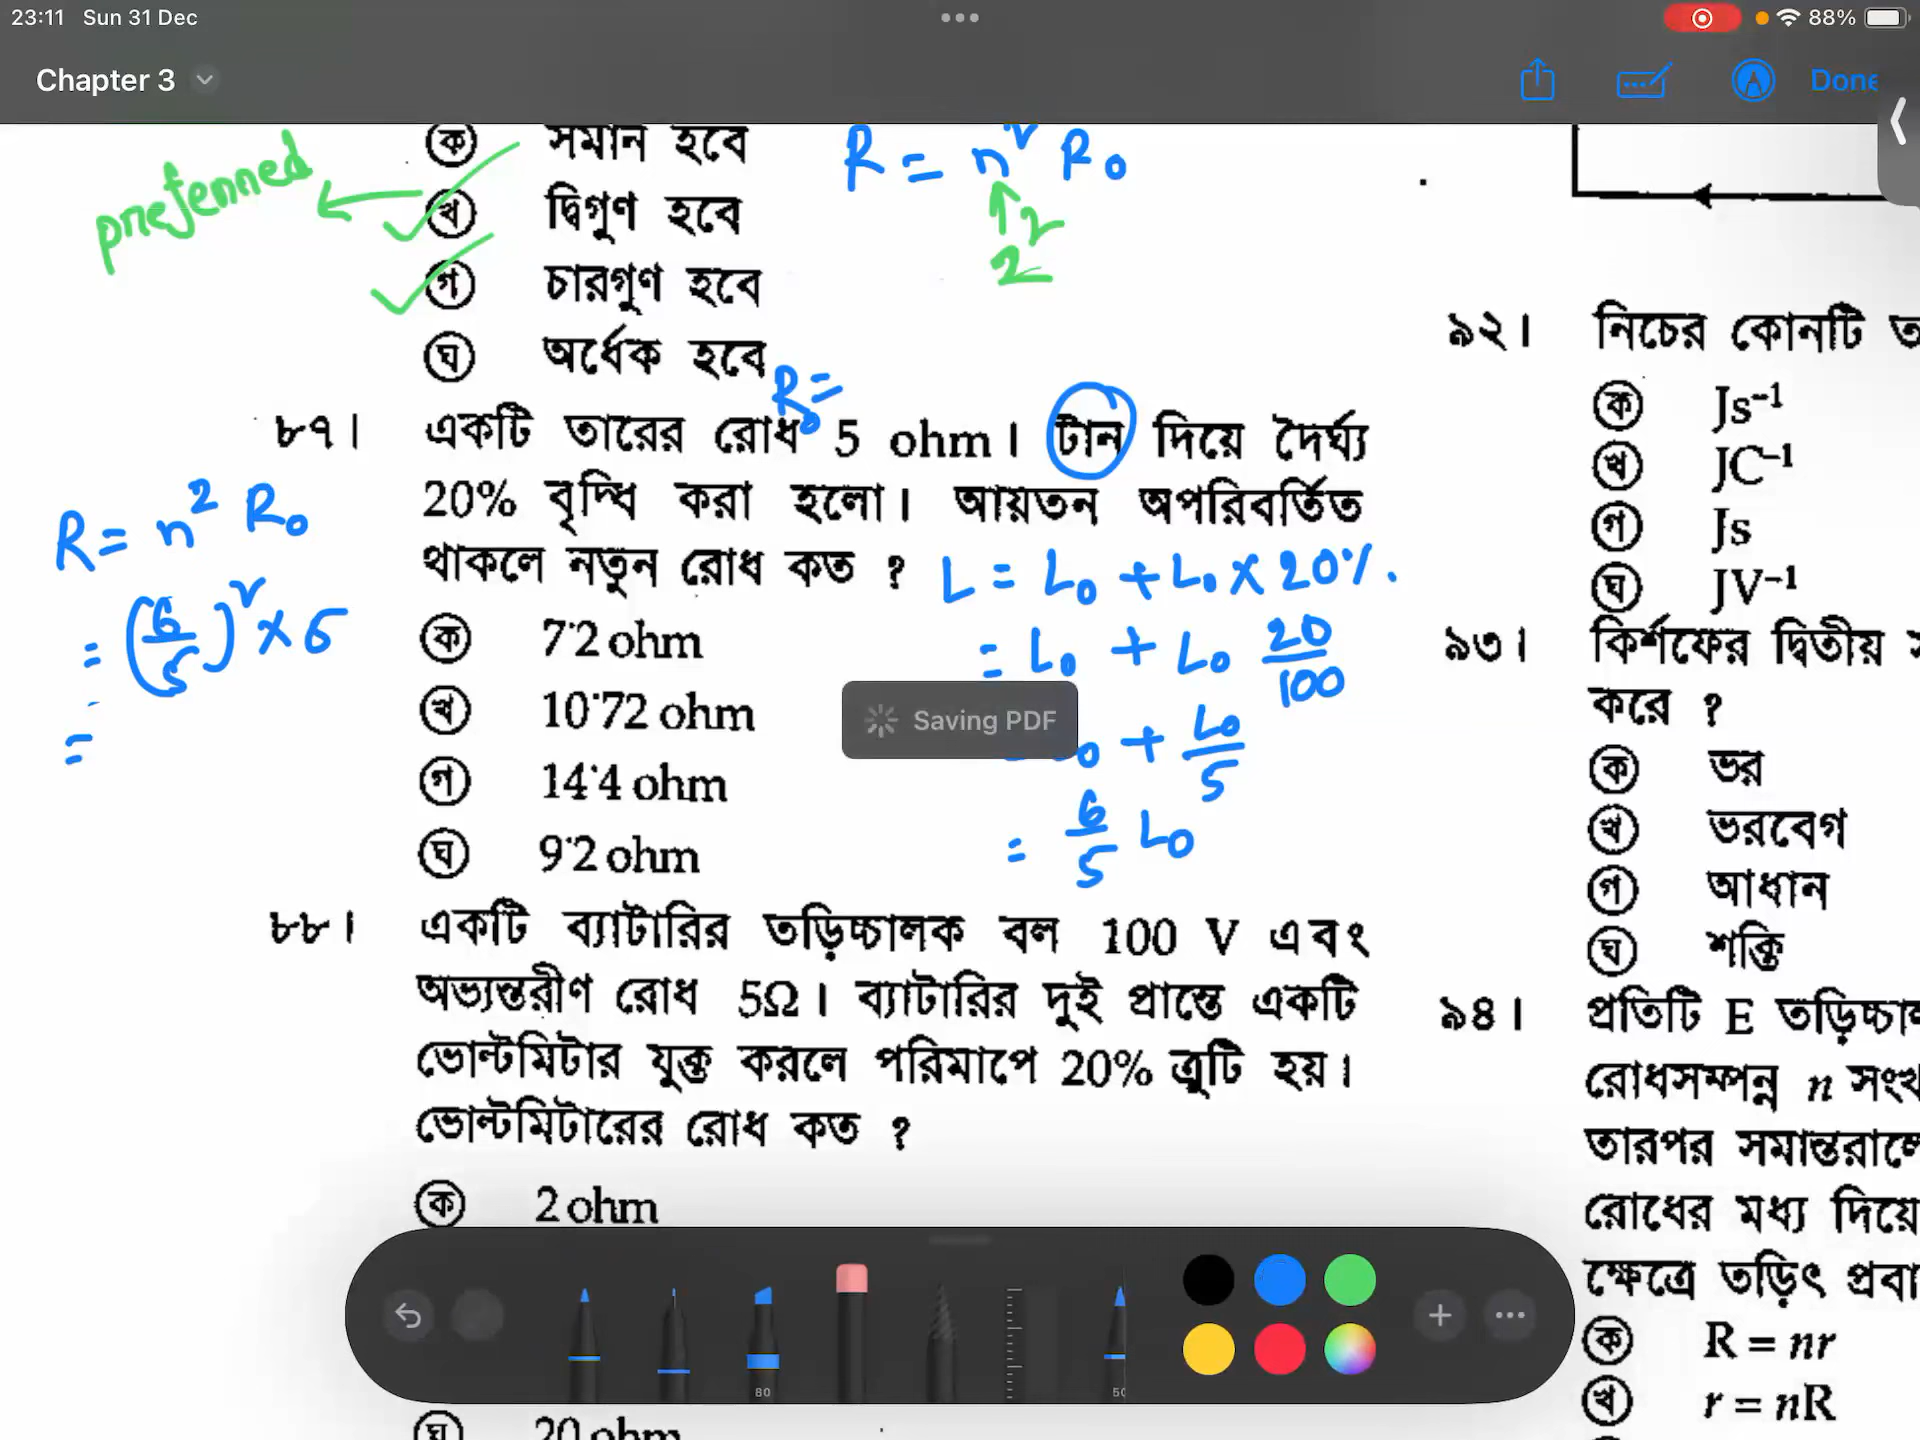 23:11 Sun 31 Dec
88%
Chapter 3
Done
ক সমান হবে
খ দ্বিগুণ হবে
গ চারগুণ হবে
ঘ অর্ধেক হবে
preferred
R = n² R₀
2
2
R₀=
৮৭। একটি তারের রোধ 5 ohm। টান দিয়ে দৈর্ঘ্য
20% বৃদ্ধি করা হলো। আয়তন অপরিবর্তিত
থাকলে নতুন রোধ কত ?
ক 7·2 ohm
খ 10·72 ohm
গ 14·4 ohm
ঘ 9·2 ohm
R = n² R₀
= (6/5)² × 5
=
L = L₀ + L₀ × 20%.
= L₀ + L₀ 20/100
+ L₀/5
= 6/5 L₀
Saving PDF
৮৮। একটি ব্যাটারির তড়িচ্চালক বল 100 V এবং
অভ্যন্তরীণ রোধ 5Ω। ব্যাটারির দুই প্রান্তে একটি
ভোল্টমিটার যুক্ত করলে পরিমাপে 20% ত্রুটি হয়।
ভোল্টমিটারের রোধ কত ?
ক 2 ohm
ঘ 20 ohm
৯২। নিচের কোনটি ত
ক Js⁻¹
খ JC⁻¹
গ Js
ঘ JV⁻¹
৯৩। কির্শফের দ্বিতীয় স
করে ?
ক ভর
খ ভরবেগ
গ আধান
ঘ শক্তি
৯৪। প্রতিটি E তড়িচ্চাল
রোধসম্পন্ন n সংখ
তারপর সমান্তরালে
রোধের মধ্য দিয়ে
ক্ষেত্রে তড়িৎ প্রবা
ক R = nr
খ r = nR
80
50